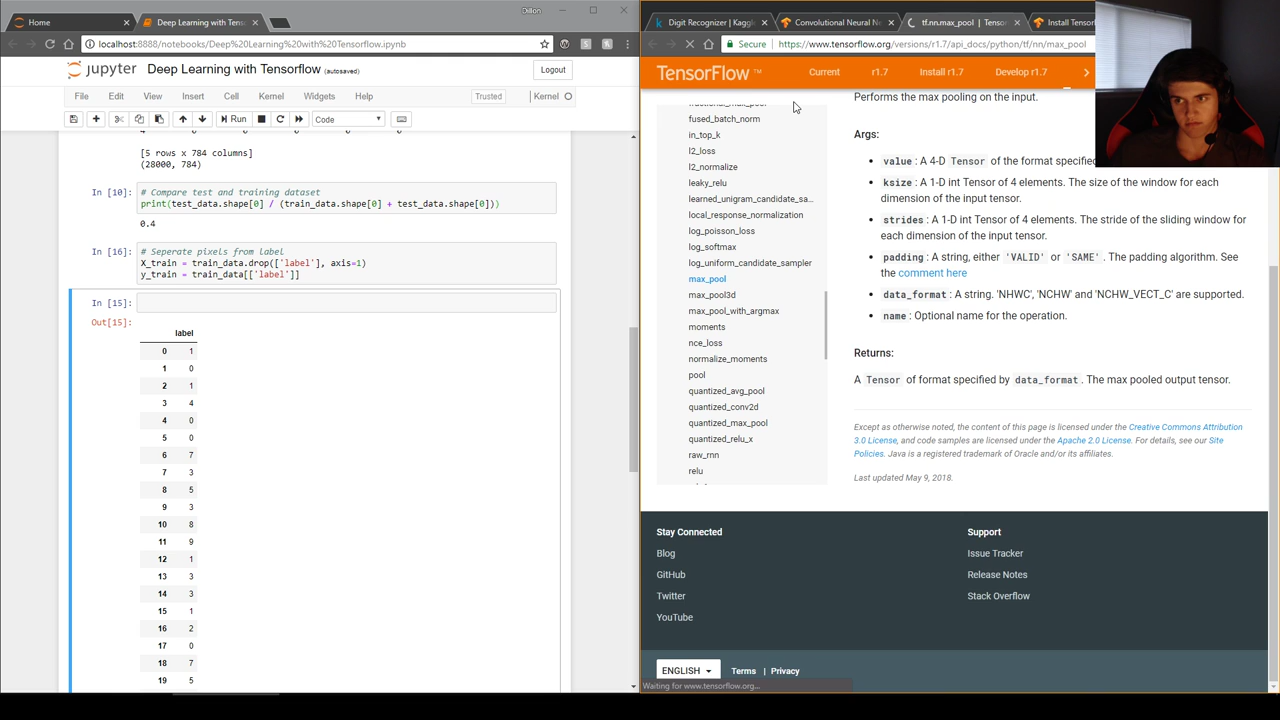 Dillon
Home
Deep Learning with Tens
localhost:8888/notebooks/Deep%20Learning%20with%20Tensorflow.ipynb
jupyter Deep Learning with Tensorflow (autosaved)
Logout
File Edit View Insert Cell Kernel Widgets Help
Trusted
Kernel
Run
Code
[5 rows x 784 columns]
(28000, 784)
In [10]:
# Compare test and training dataset
print(test_data.shape[0] / (train_data.shape[0] + test_data.shape[0]))
0.4
In [16]:
# Seperate pixels from label
X_train = train_data.drop(['label'], axis=1)
y_train = train_data[['label']]
In [15]:
Out[15]:
label
0 1
1 0
2 1
3 4
4 0
5 0
6 7
7 3
8 5
9 3
10 8
11 9
12 1
13 3
14 3
15 1
16 2
17 0
18 7
19 5
Digit Recognizer | Kaggl
Convolutional Neural Ne
tf.nn.max_pool | Tensor
Install Tensor
Secure
https://www.tensorflow.org/versions/r1.7/api_docs/python/tf/nn/max_pool
TensorFlow™
Current
r1.7
Install r1.7
Develop r1.7
fused_batch_norm
in_top_k
l2_loss
l2_normalize
leaky_relu
learned_unigram_candidate_sa...
local_response_normalization
log_poisson_loss
log_softmax
log_uniform_candidate_sampler
max_pool
max_pool3d
max_pool_with_argmax
moments
nce_loss
normalize_moments
pool
quantized_avg_pool
quantized_conv2d
quantized_max_pool
quantized_relu_x
raw_rnn
relu
Performs the max pooling on the input.
Args:
value: A 4-D Tensor of the format specified
ksize: A 1-D int Tensor of 4 elements. The size of the window for each
dimension of the input tensor.
strides: A 1-D int Tensor of 4 elements. The stride of the sliding window for
each dimension of the input tensor.
padding: A string, either 'VALID' or 'SAME'. The padding algorithm. See
the comment here
data_format: A string. 'NHWC', 'NCHW' and 'NCHW_VECT_C' are supported.
name: Optional name for the operation.
Returns:
A Tensor of format specified by data_format. The max pooled output tensor.
Except as otherwise noted, the content of this page is licensed under the Creative Commons Attribution
3.0 License, and code samples are licensed under the Apache 2.0 License. For details, see our Site
Policies. Java is a registered trademark of Oracle and/or its affiliates.
Last updated May 9, 2018.
Stay Connected
Blog
GitHub
Twitter
YouTube
Support
Issue Tracker
Release Notes
Stack Overflow
ENGLISH
Terms | Privacy
Waiting for www.tensorflow.org...